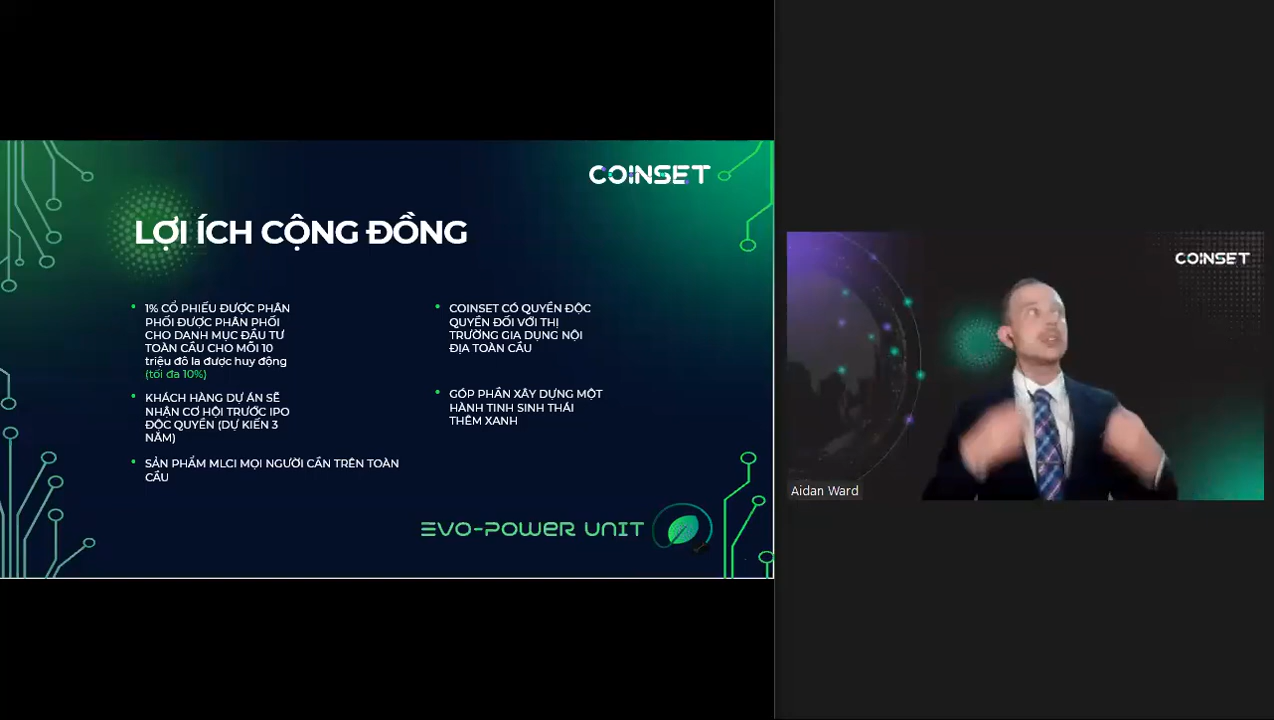 COINSET
LỢI ÍCH CỘNG ĐỒNG
1% CỔ PHIẾU ĐƯỢC PHÂN
PHỐI ĐƯỢC PHÂN PHỐI
CHO DANH MỤC ĐẦU TƯ
TOÀN CẦU CHO MỖI 10
triệu đô la được huy động
(tối đa 10%)
KHÁCH HÀNG DỰ ÁN SẼ
NHẬN CƠ HỘI TRƯỚC IPO
ĐỘC QUYỀN (DỰ KIẾN 3
NĂM)
SẢN PHẨM MLCI MỌI NGƯỜI CẦN TRÊN TOÀN
CẦU
COINSET CÓ QUYỀN ĐỘC
QUYỀN ĐỐI VỚI THỊ
TRƯỜNG GIA DỤNG NỘI
ĐỊA TOÀN CẦU
GÓP PHẦN XÂY DỰNG MỘT
HÀNH TINH SINH THÁI
THÊM XANH
EVO-POWER UNIT
COINSET
Aidan Ward